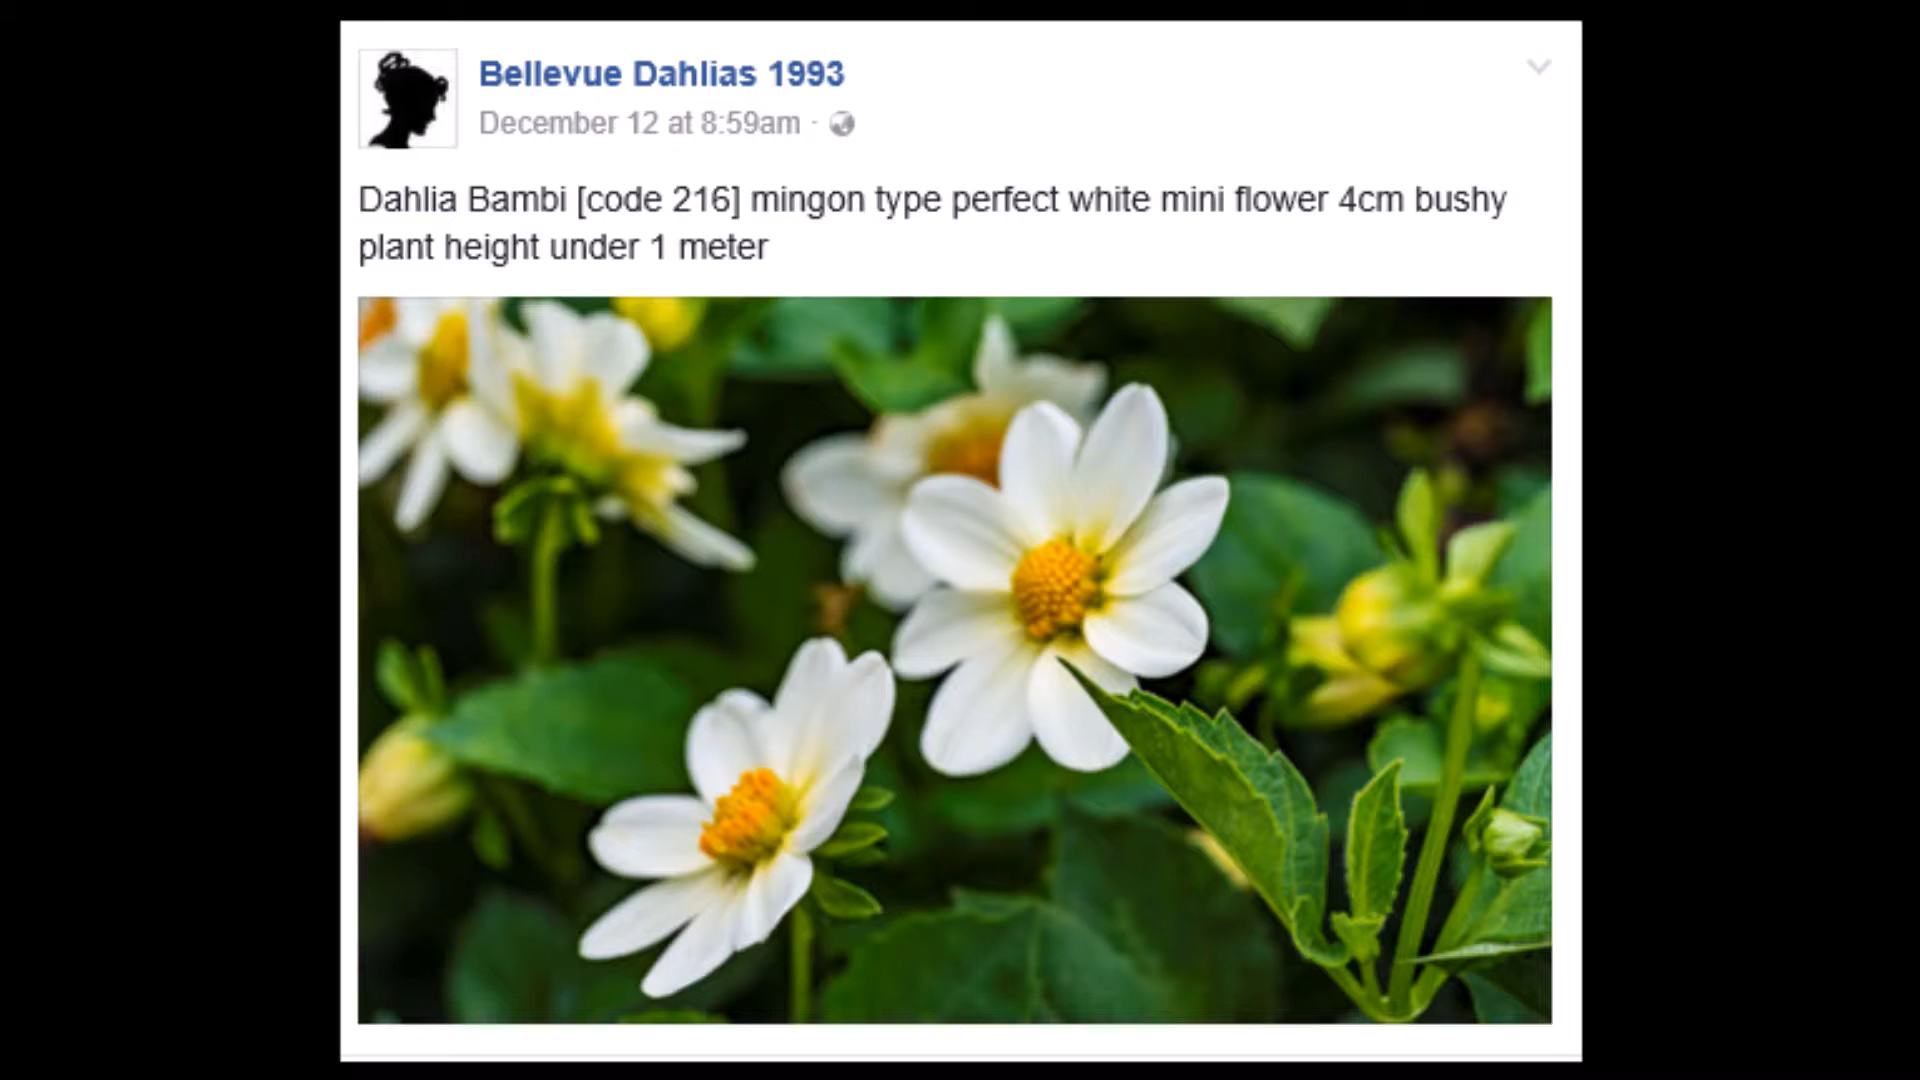 Bellevue Dahlias 1993
December 12 at 8:59am ·
Dahlia Bambi [code 216] mingon type perfect white mini flower 4cm bushy
plant height under 1 meter